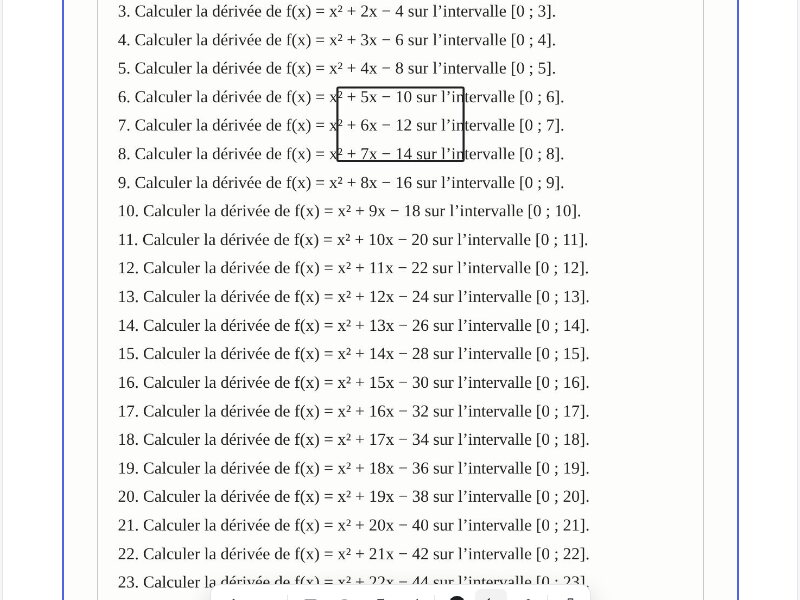 3. Calculer la dérivée de f(x) = x² + 2x − 4 sur l’intervalle [0 ; 3].
4. Calculer la dérivée de f(x) = x² + 3x − 6 sur l’intervalle [0 ; 4].
5. Calculer la dérivée de f(x) = x² + 4x − 8 sur l’intervalle [0 ; 5].
6. Calculer la dérivée de f(x) = x² + 5x − 10 sur l’intervalle [0 ; 6].
7. Calculer la dérivée de f(x) = x² + 6x − 12 sur l’intervalle [0 ; 7].
8. Calculer la dérivée de f(x) = x² + 7x − 14 sur l’intervalle [0 ; 8].
9. Calculer la dérivée de f(x) = x² + 8x − 16 sur l’intervalle [0 ; 9].
10. Calculer la dérivée de f(x) = x² + 9x − 18 sur l’intervalle [0 ; 10].
11. Calculer la dérivée de f(x) = x² + 10x − 20 sur l’intervalle [0 ; 11].
12. Calculer la dérivée de f(x) = x² + 11x − 22 sur l’intervalle [0 ; 12].
13. Calculer la dérivée de f(x) = x² + 12x − 24 sur l’intervalle [0 ; 13].
14. Calculer la dérivée de f(x) = x² + 13x − 26 sur l’intervalle [0 ; 14].
15. Calculer la dérivée de f(x) = x² + 14x − 28 sur l’intervalle [0 ; 15].
16. Calculer la dérivée de f(x) = x² + 15x − 30 sur l’intervalle [0 ; 16].
17. Calculer la dérivée de f(x) = x² + 16x − 32 sur l’intervalle [0 ; 17].
18. Calculer la dérivée de f(x) = x² + 17x − 34 sur l’intervalle [0 ; 18].
19. Calculer la dérivée de f(x) = x² + 18x − 36 sur l’intervalle [0 ; 19].
20. Calculer la dérivée de f(x) = x² + 19x − 38 sur l’intervalle [0 ; 20].
21. Calculer la dérivée de f(x) = x² + 20x − 40 sur l’intervalle [0 ; 21].
22. Calculer la dérivée de f(x) = x² + 21x − 42 sur l’intervalle [0 ; 22].
23. Calculer la dérivée de f(x) = x² + 22x − 44 sur l’intervalle [0 ; 23].